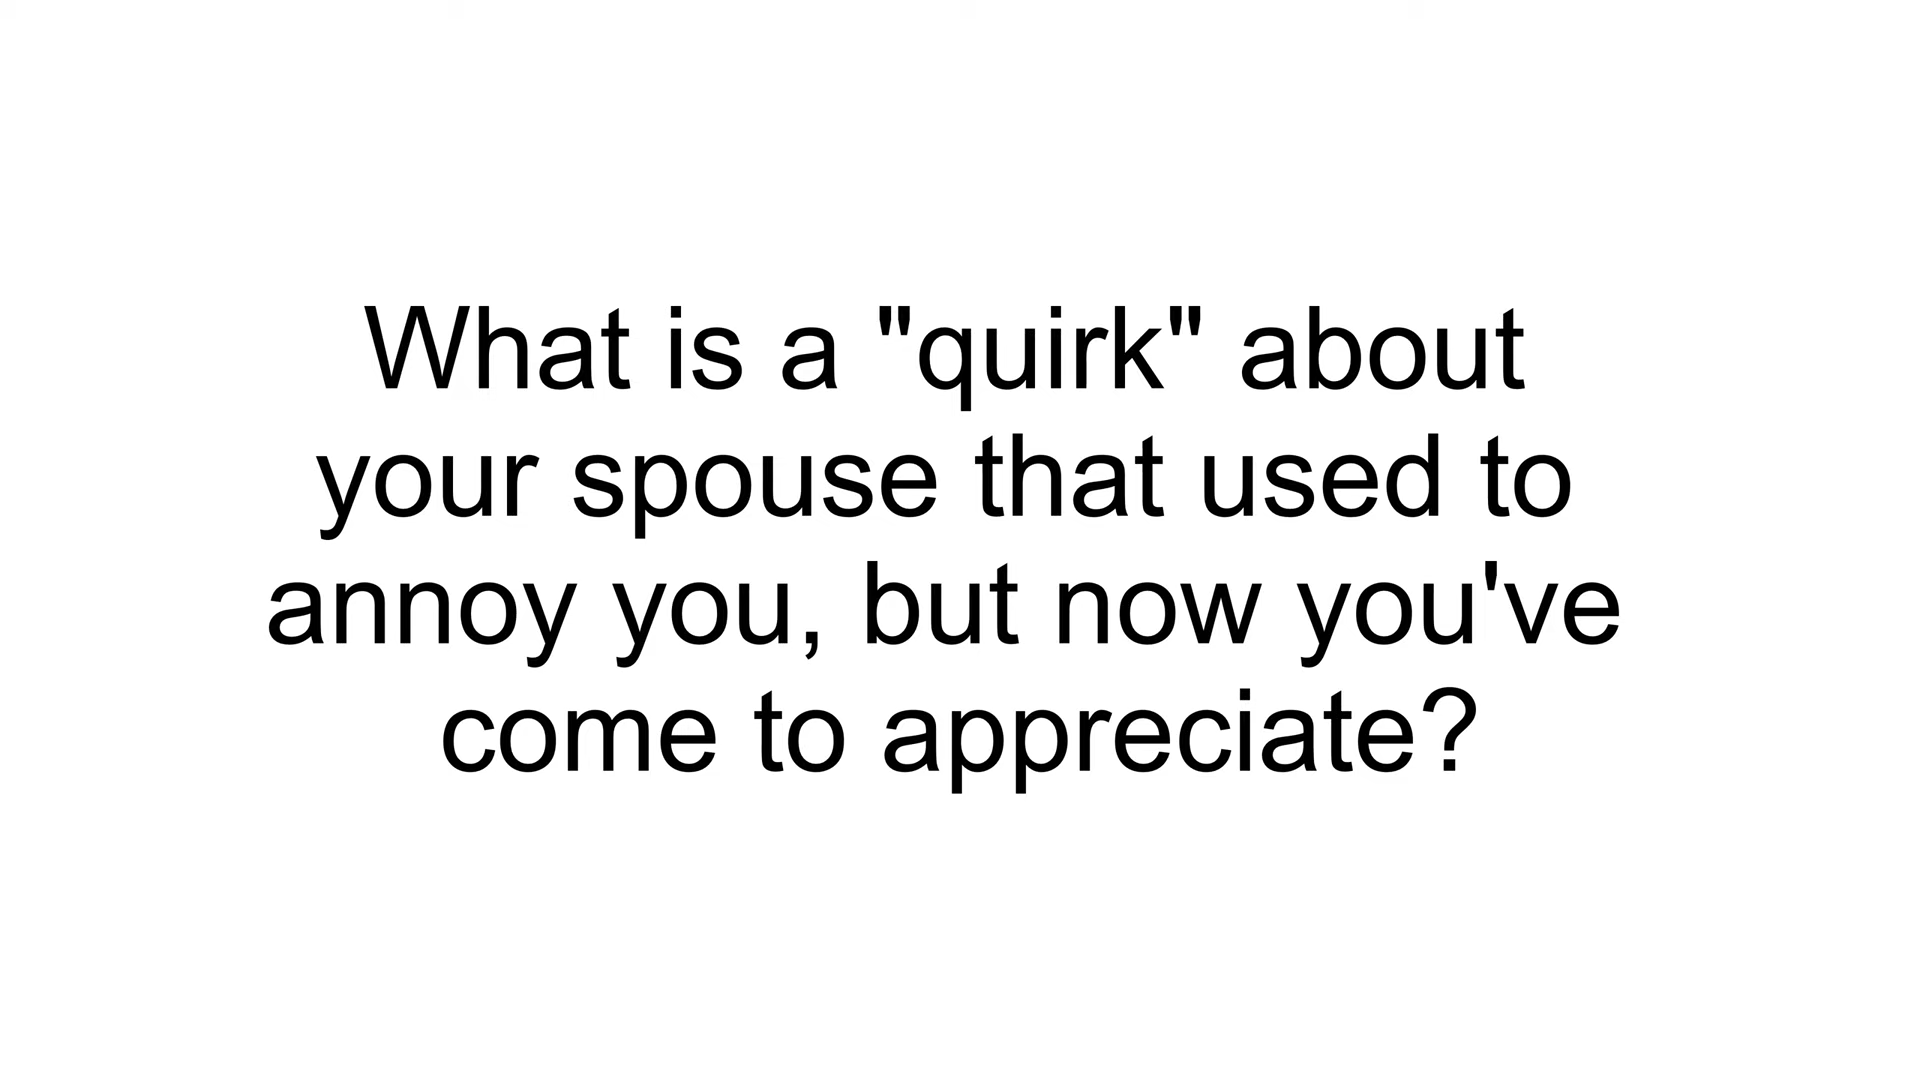 What is a "quirk" about
your spouse that used to
annoy you, but now you've
come to appreciate?